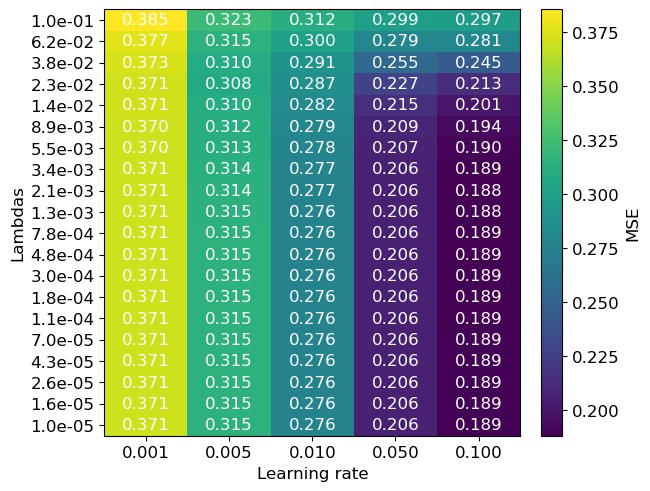 1.0e-01 0.385 0.323 0.312 0.299 0.297
6.2e-02 0.377 0.315 0.300 0.279 0.281
3.8e-02 0.373 0.310 0.291 0.255 0.245
2.3e-02 0.371 0.308 0.287 0.227 0.213
1.4e-02 0.371 0.310 0.282 0.215 0.201
8.9e-03 0.370 0.312 0.279 0.209 0.194
5.5e-03 0.370 0.313 0.278 0.207 0.190
3.4e-03 0.371 0.314 0.277 0.206 0.189
2.1e-03 0.371 0.314 0.277 0.206 0.188
1.3e-03 0.371 0.315 0.276 0.206 0.188
7.8e-04 0.371 0.315 0.276 0.206 0.189
4.8e-04 0.371 0.315 0.276 0.206 0.189
3.0e-04 0.371 0.315 0.276 0.206 0.189
1.8e-04 0.371 0.315 0.276 0.206 0.189
1.1e-04 0.371 0.315 0.276 0.206 0.189
7.0e-05 0.371 0.315 0.276 0.206 0.189
4.3e-05 0.371 0.315 0.276 0.206 0.189
2.6e-05 0.371 0.315 0.276 0.206 0.189
1.6e-05 0.371 0.315 0.276 0.206 0.189
1.0e-05 0.371 0.315 0.276 0.206 0.189
0.001 0.005 0.010 0.050 0.100
Learning rate
Lambdas
0.375
0.350
0.325
0.300
0.275
0.250
0.225
0.200
MSE